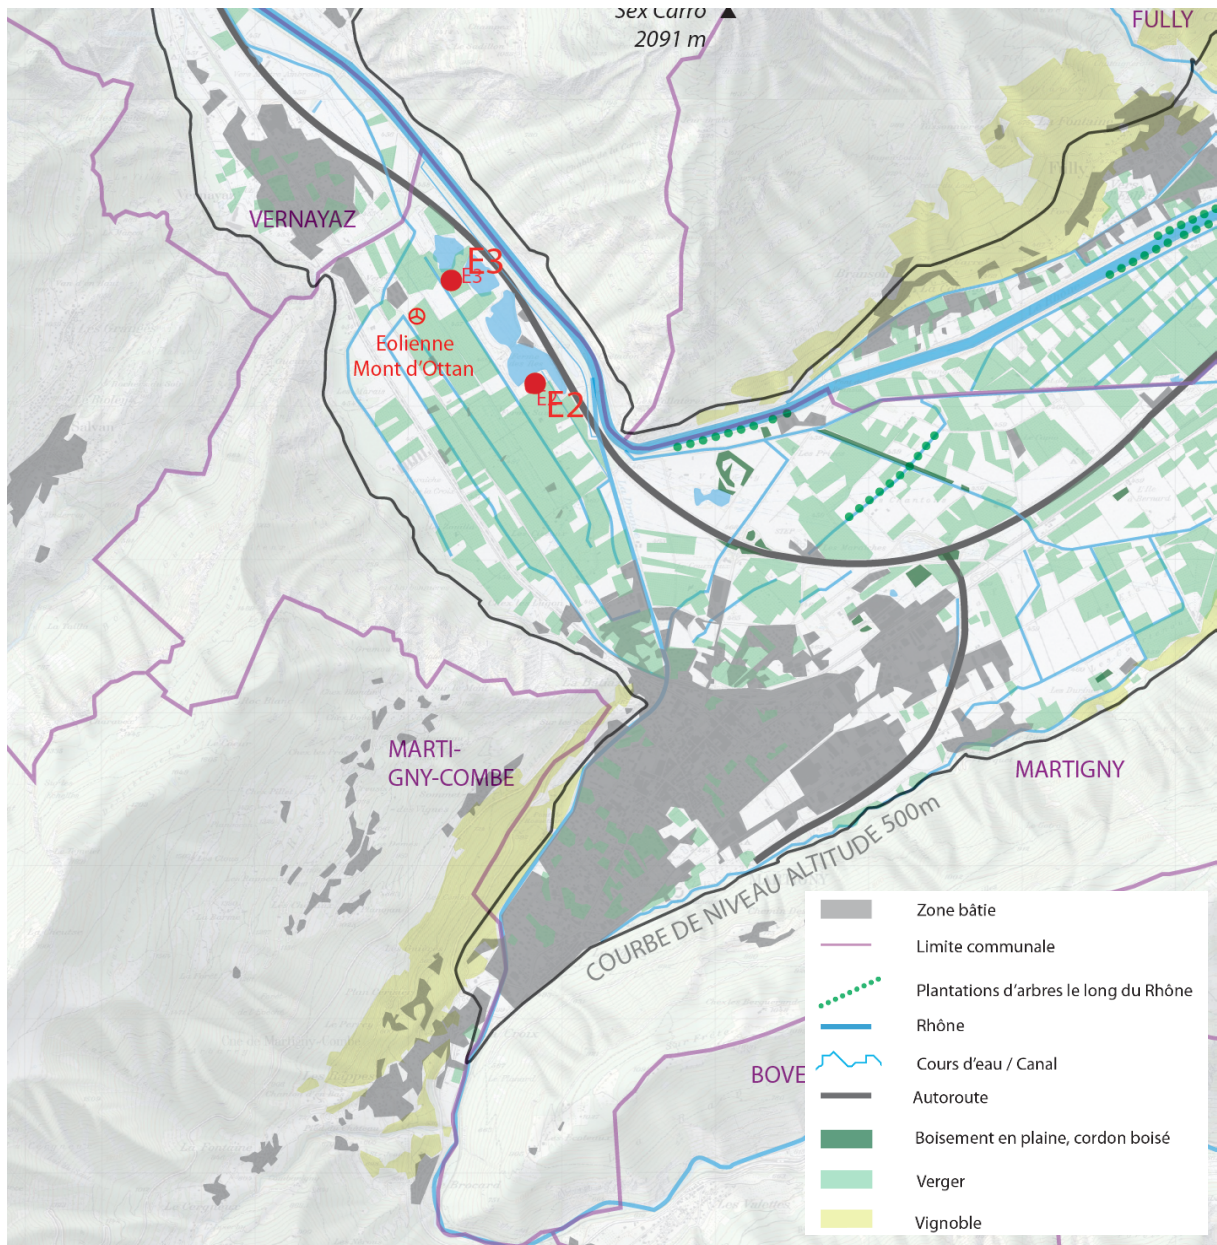 Sex Carro
2091 m
FULLY
Fully
VERNAYAZ
E3
E3
Eolienne
Mont d'Ottan
E2
E2
Salvan
MARTI-
GNY-COMBE
MARTIGNY
COURBE DE NIVEAU ALTITUDE 500m
BOVE
Zone bâtie
Limite communale
Plantations d'arbres le long du Rhône
Rhône
Cours d'eau / Canal
Autoroute
Boisement en plaine, cordon boisé
Verger
Vignoble